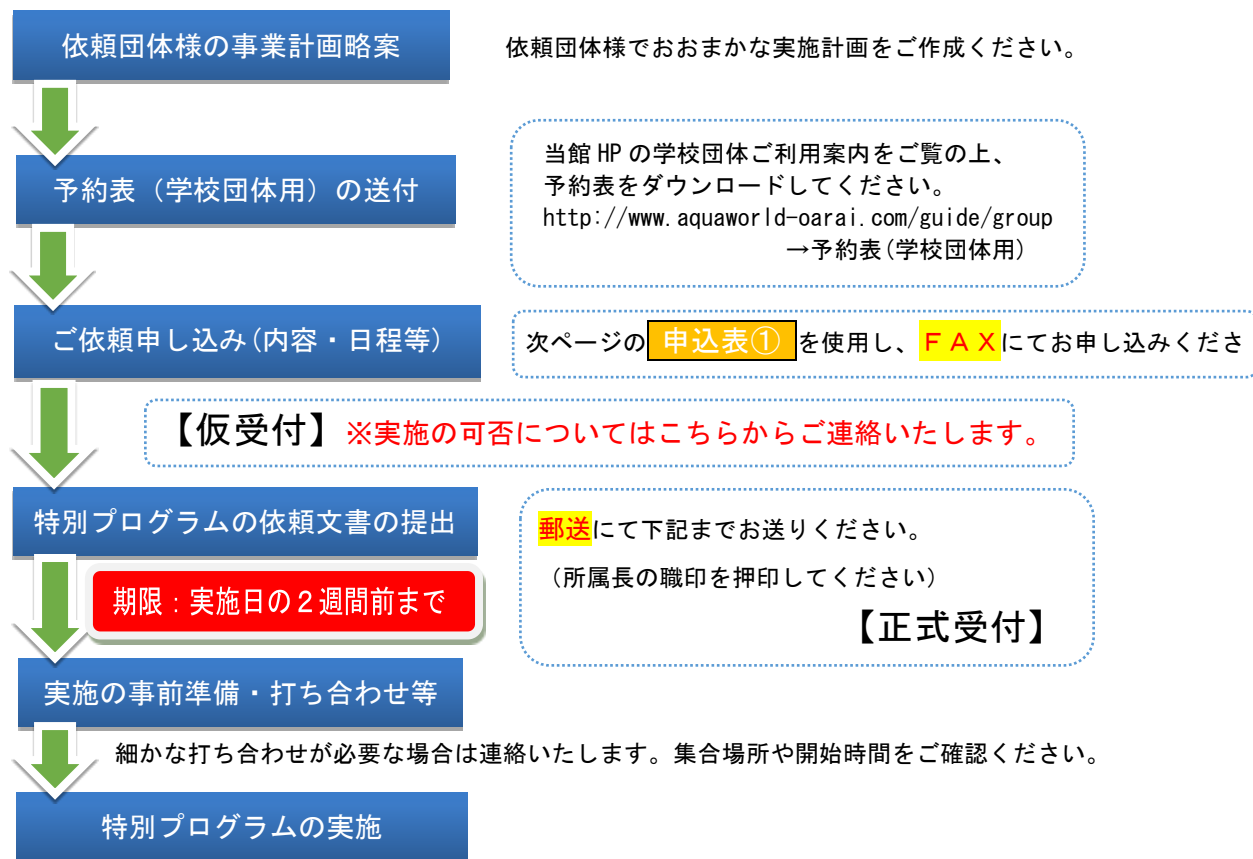 依頼団体様の事業計画略案
依頼団体様でおおまかな実施計画をご作成ください。
予約表（学校団体用）の送付
当館 HP の学校団体ご利用案内をご覧の上、
予約表をダウンロードしてください。
http://www.aquaworld-oarai.com/guide/group
→予約表(学校団体用)
ご依頼申し込み(内容・日程等)
次ページの 申込表① を使用し、ＦＡＸにてお申し込みくださ
【仮受付】※実施の可否についてはこちらからご連絡いたします。
特別プログラムの依頼文書の提出
期限：実施日の２週間前まで
郵送にて下記までお送りください。
（所属長の職印を押印してください）
【正式受付】
実施の事前準備・打ち合わせ等
細かな打ち合わせが必要な場合は連絡いたします。集合場所や開始時間をご確認ください。
特別プログラムの実施